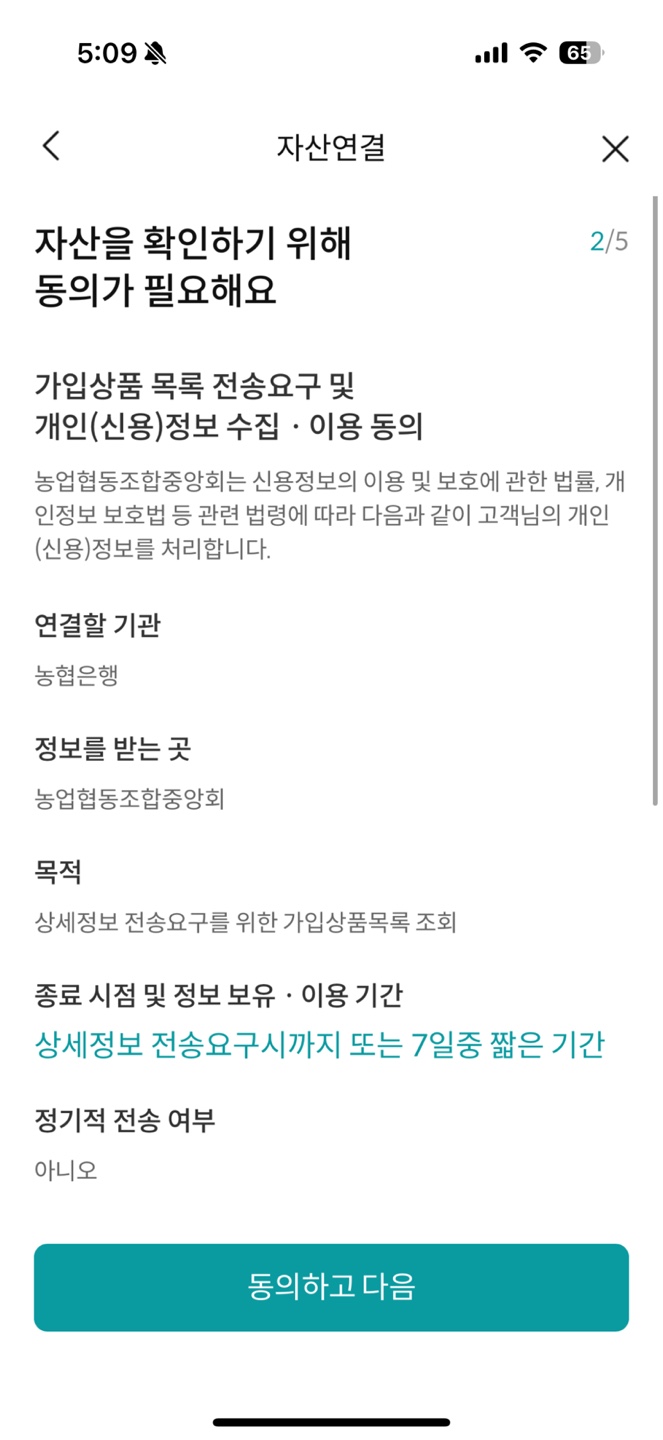 5:09
65
자산연결
자산을 확인하기 위해
2/5
동의가 필요해요
가입상품 목록 전송요구 및
개인(신용)정보 수집 · 이용 동의
농업협동조합중앙회는 신용정보의 이용 및 보호에 관한 법률, 개
인정보 보호법 등 관련 법령에 따라 다음과 같이 고객님의 개인
(신용)정보를 처리합니다.
연결할 기관
농협은행
정보를 받는 곳
농업협동조합중앙회
목적
상세정보 전송요구를 위한 가입상품목록 조회
종료 시점 및 정보 보유 · 이용 기간
상세정보 전송요구시까지 또는 7일중 짧은 기간
정기적 전송 여부
아니오
동의하고 다음